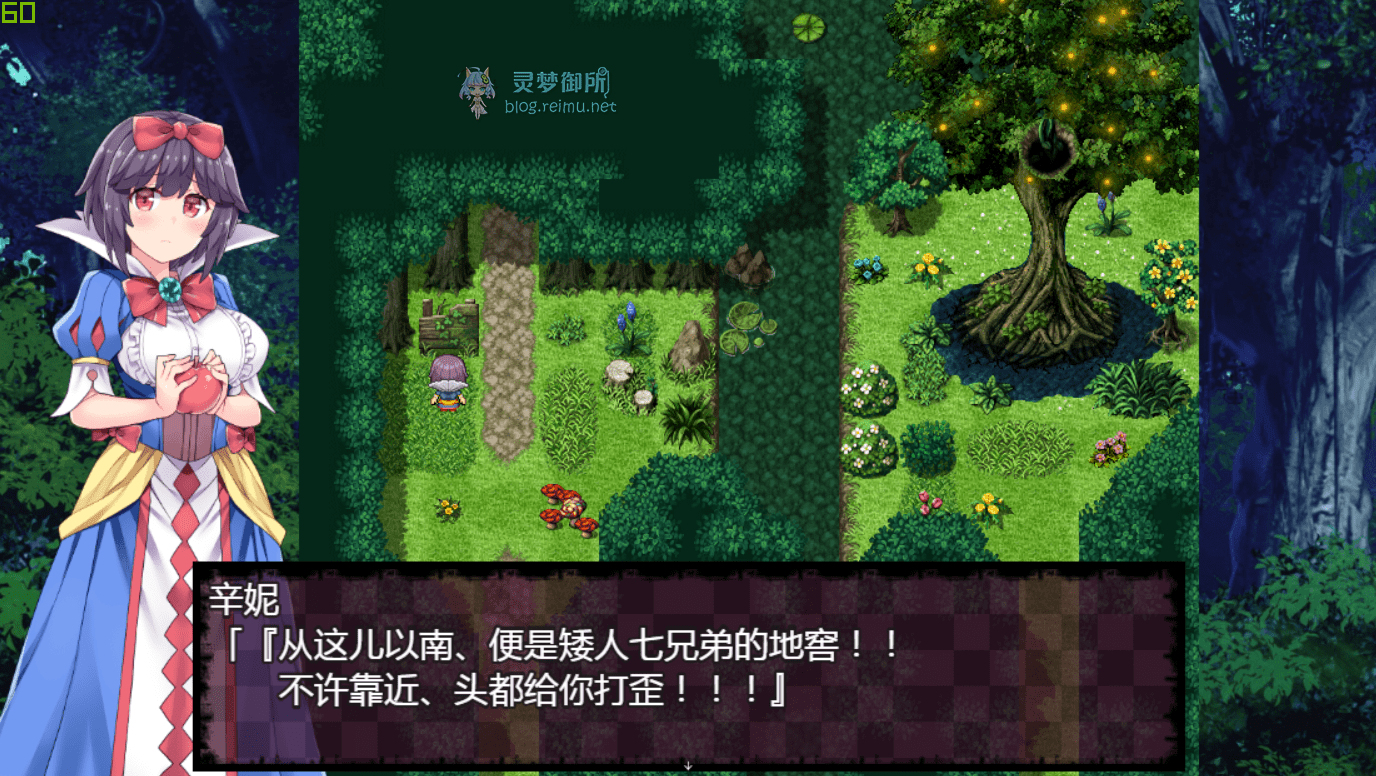 60
灵梦御所
blog.reimu.net
辛妮
「『从这儿以南、便是矮人七兄弟的地窖！！
不许靠近、头都给你打歪！！！』